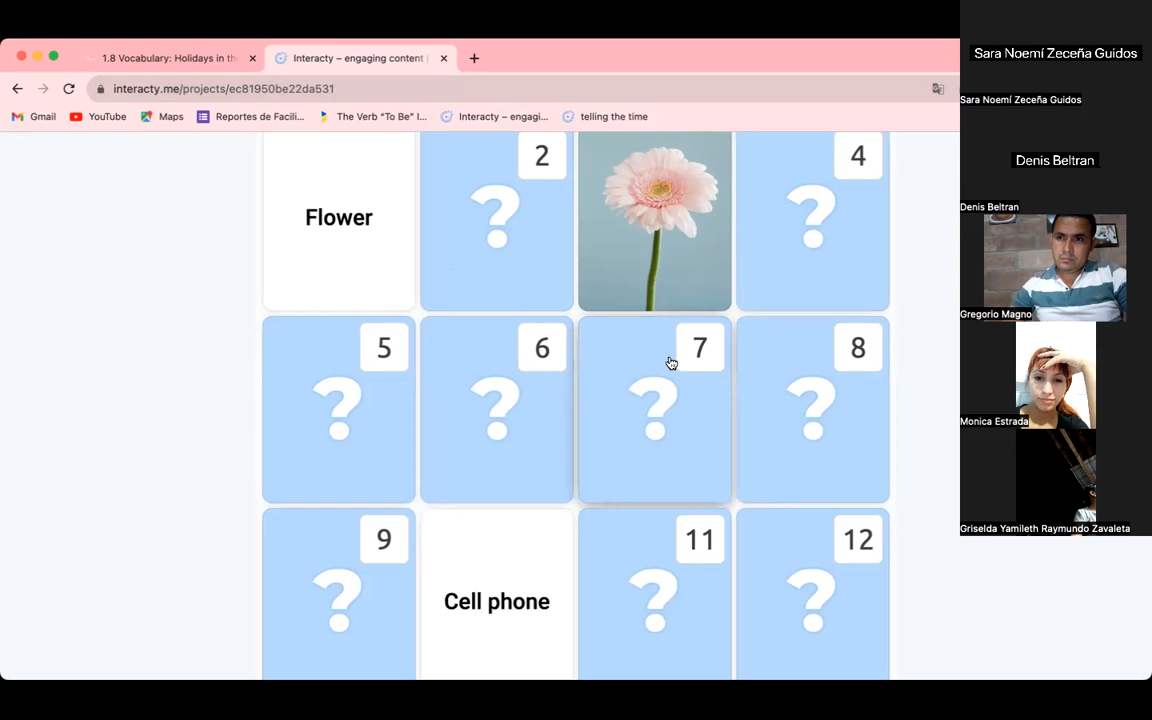 Sara Noemí Zeceña Guidos
1.8 Vocabulary: Holidays in th
Interacty – engaging content |
interacty.me/projects/ec81950be22da531
Sara Noemí Zeceña Guidos
Gmail
YouTube
Maps
Reportes de Facili...
The Verb “To Be” I...
Interacty – engagi...
telling the time
Flower
2
?
4
?
Denis Beltran
Denis Beltran
Gregorio Magno
5
?
6
?
7
?
8
?
Monica Estrada
Griselda Yamileth Raymundo Zavaleta
9
?
Cell phone
11
?
12
?